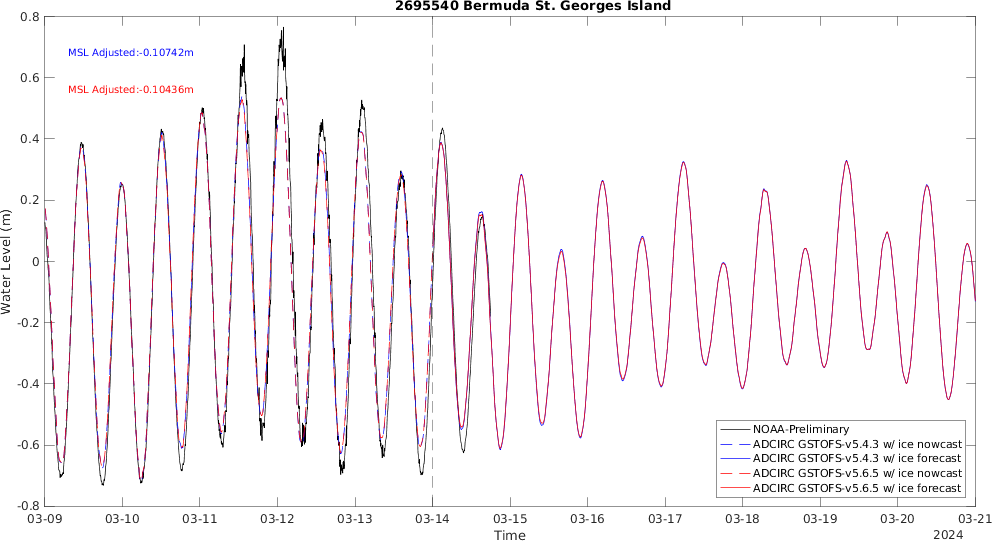 2695540 Bermuda St. Georges Island
MSL Adjusted:-0.10742m
MSL Adjusted:-0.10436m
0.8
0.6
0.4
0.2
0
-0.2
-0.4
-0.6
-0.8
Water Level (m)
NOAA-Preliminary
ADCIRC GSTOFS-v5.4.3 w/ ice nowcast
ADCIRC GSTOFS-v5.4.3 w/ ice forecast
ADCIRC GSTOFS-v5.6.5 w/ ice nowcast
ADCIRC GSTOFS-v5.6.5 w/ ice forecast
03-09 03-10 03-11 03-12 03-13 03-14 03-15 03-16 03-17 03-18 03-19 03-20 03-21
Time
2024